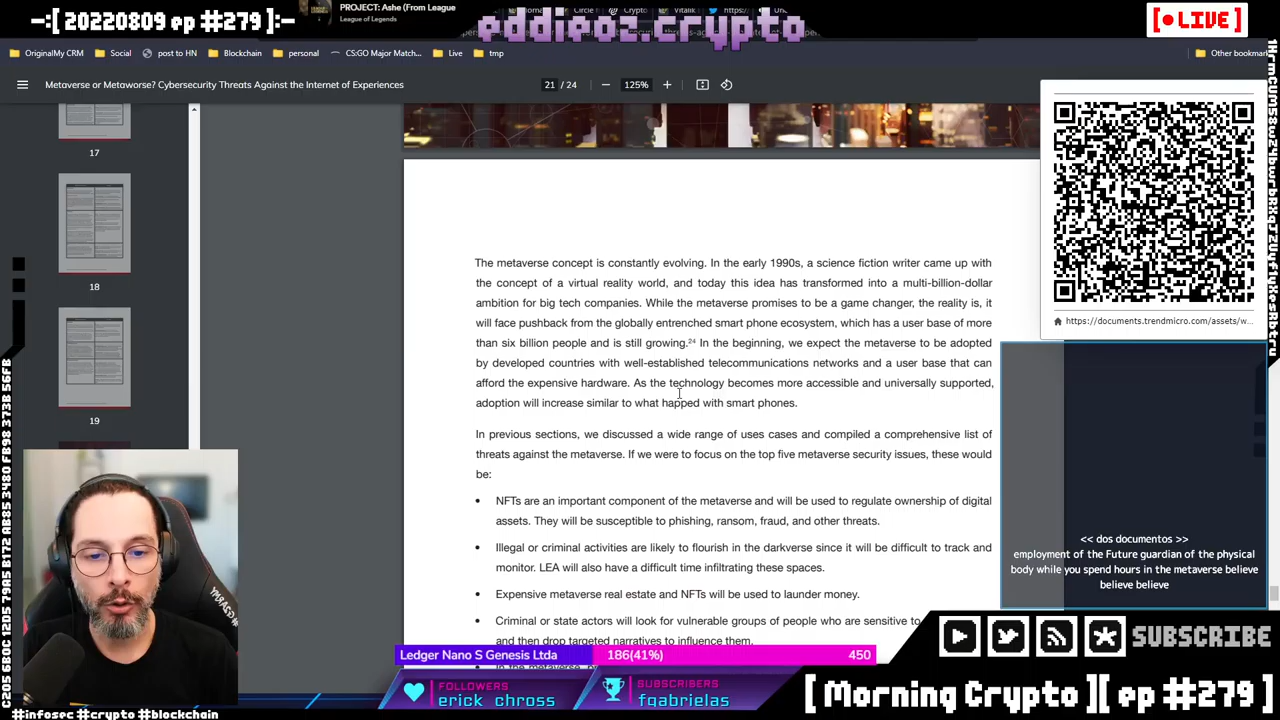 -:[ 20220809 ep #279 ]:-
PROJECT: Ashe (From League
League of Legends
eddieoz.crypto
[ LIVE ]
OriginalMy CRM
Social
post to HN
Blockchain
personal
CS:GO Major Match...
Live
tmp
Other bookmar
Metaverse or Metaworse? Cybersecurity Threats Against the Internet of Experiences
21 / 24
125%
17
18
19
The metaverse concept is constantly evolving. In the early 1990s, a science fiction writer came up with
the concept of a virtual reality world, and today this idea has transformed into a multi-billion-dollar
ambition for big tech companies. While the metaverse promises to be a game changer, the reality is, it
will face pushback from the globally entrenched smart phone ecosystem, which has a user base of more
than six billion people and is still growing.²⁴ In the beginning, we expect the metaverse to be adopted
by developed countries with well-established telecommunications networks and a user base that can
afford the expensive hardware. As the technology becomes more accessible and universally supported,
adoption will increase similar to what happed with smart phones.
In previous sections, we discussed a wide range of uses cases and compiled a comprehensive list of
threats against the metaverse. If we were to focus on the top five metaverse security issues, these would
be:
• NFTs are an important component of the metaverse and will be used to regulate ownership of digital
assets. They will be susceptible to phishing, ransom, fraud, and other threats.
• Illegal or criminal activities are likely to flourish in the darkverse since it will be difficult to track and
monitor. LEA will also have a difficult time infiltrating these spaces.
• Expensive metaverse real estate and NFTs will be used to launder money.
• Criminal or state actors will look for vulnerable groups of people who are sensitive to
and then drop targeted narratives to influence them.
https://documents.trendmicro.com/assets/w...
<< dos documentos >>
employment of the Future guardian of the physical
body while you spend hours in the metaverse believe
believe believe
Ledger Nano S Genesis Ltda
186(41%)
450
FOLLOWERS
erick_chross
SUBSCRIBERS
fgabrielas
SUBSCRIBE
[ Morning Crypto ][ ep #279 ]
#infosec #crypto #blockchain